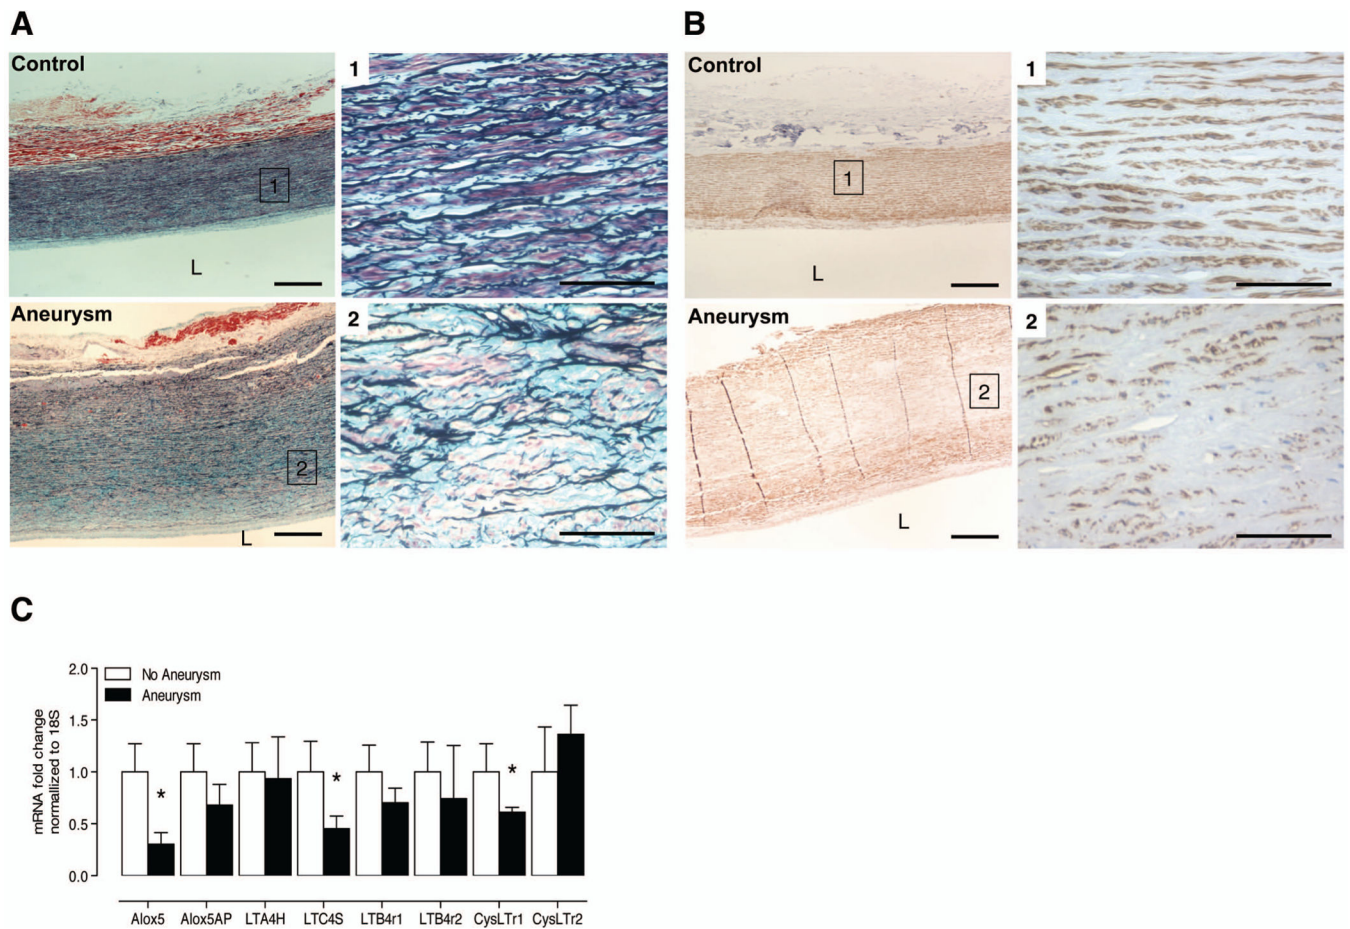 A
Control
1
1
L
Aneurysm
2
2
L
B
Control
1
1
L
Aneurysm
2
2
L
C
mRNA fold change
normallized to 18S
2.0
1.5
1.0
0.5
0.0
No Aneurysm
Aneurysm
*
*
*
Alox5 Alox5AP LTA4H LTC4S LTB4r1 LTB4r2 CysLTr1 CysLTr2